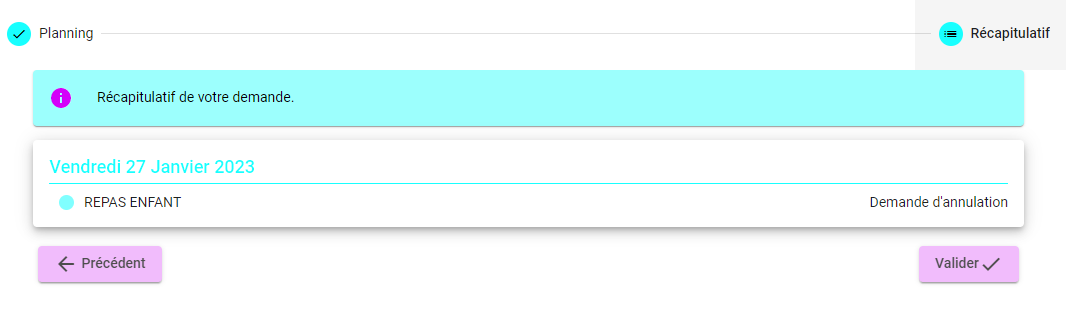 Planning
Récapitulatif
Récapitulatif de votre demande.
Vendredi 27 Janvier 2023
REPAS ENFANT
Demande d'annulation
Précédent
Valider